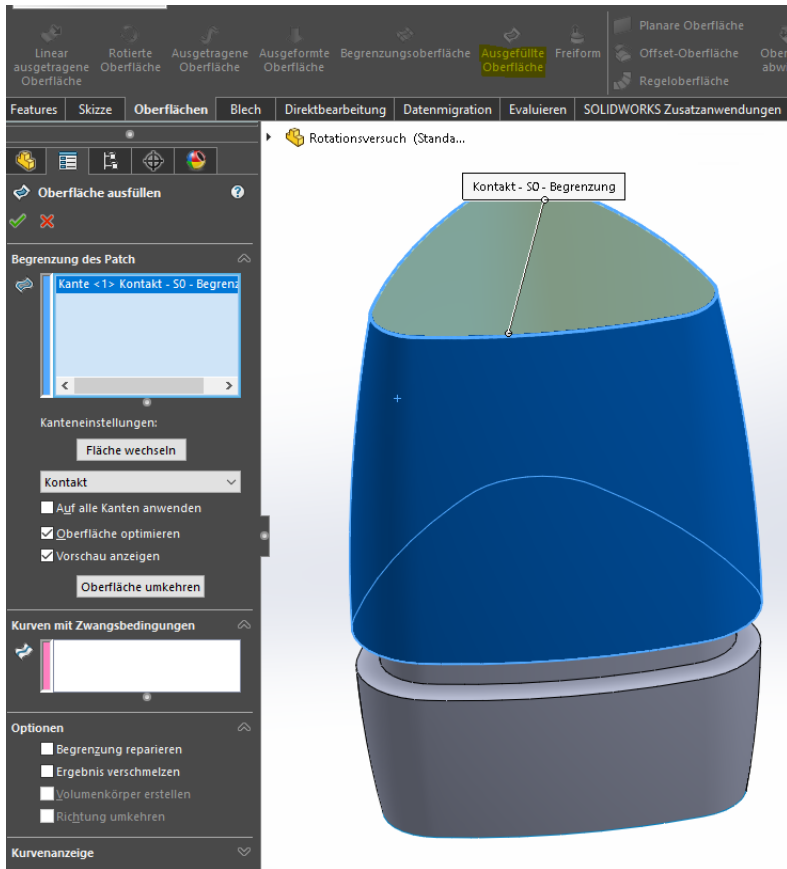 Linear ausgetragene Oberfläche
Rotierte Oberfläche
Ausgetragene Oberfläche
Ausgeformte Oberfläche
Begrenzungsoberfläche
Ausgefüllte Oberfläche
Freiform
Planare Oberfläche
Offset-Oberfläche
Regeloberfläche
Ober
abw
Features Skizze Oberflächen Blech Direktbearbeitung Datenmigration Evaluieren SOLIDWORKS Zusatzanwendungen
Rotationsversuch (Standa...
Oberfläche ausfüllen
Kontakt - S0 - Begrenzung
Begrenzung des Patch
Kante <1> Kontakt - S0 - Begrenz
Kanteneinstellungen:
Fläche wechseln
Kontakt
Auf alle Kanten anwenden
Oberfläche optimieren
Vorschau anzeigen
Oberfläche umkehren
Kurven mit Zwangsbedingungen
Optionen
Begrenzung reparieren
Ergebnis verschmelzen
Volumenkörper erstellen
Richtung umkehren
Kurvenanzeige